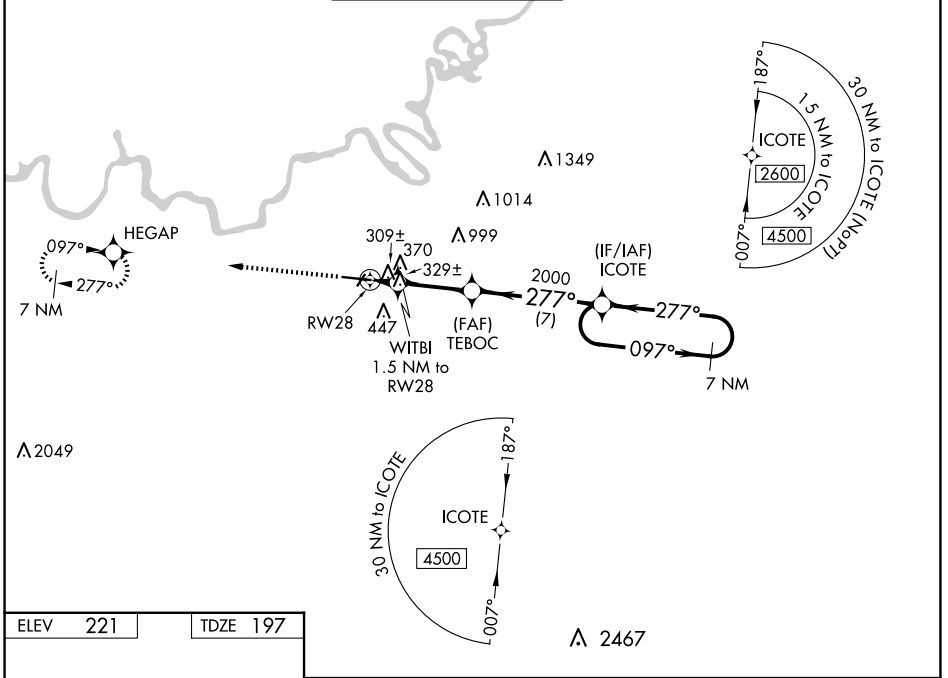 187°
30 NM to ICOTE (NoPT)
15 NM to ICOTE
ICOTE
2600
4500
007°
1349
1014
999
HEGAP
097°
277°
7 NM
309±
370
329±
RW28
447
WITBI
1.5 NM to
RW28
(FAF)
TEBOC
2000
277°
(7)
(IF/IAF)
ICOTE
277°
097°
7 NM
2049
187°
30 NM to ICOTE
ICOTE
4500
007°
2467
ELEV 221
TDZE 197